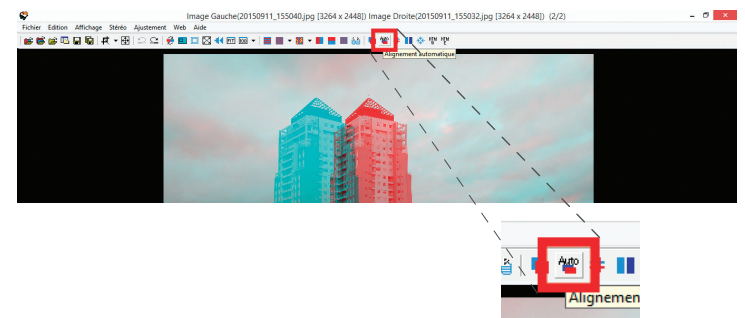 Image Gauche(20150911_155040.jpg [3264 x 2448]) Image Droite(20150911_155032.jpg [3264 x 2448]) (2/2)
Fichier Edition Affichage Stéréo Ajustement Web Aide
Alignement automatique
Auto
Alignemen